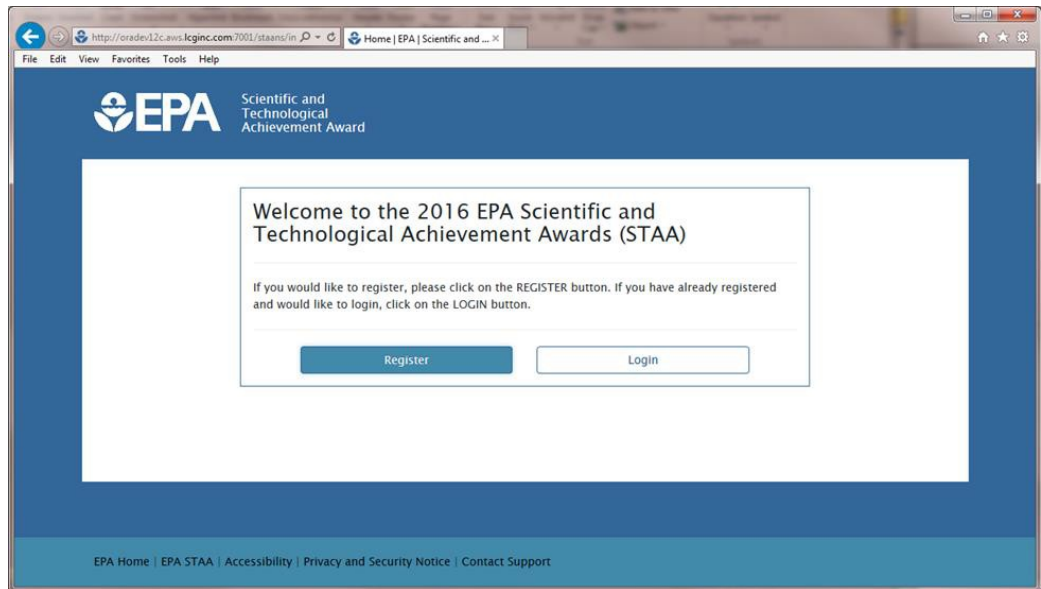 http://oradev12c.aws.lcginc.com:7001/staans/in
Home | EPA | Scientific and ...
File Edit View Favorites Tools Help
EPA
Scientific and
Technological
Achievement Award
Welcome to the 2016 EPA Scientific and
Technological Achievement Awards (STAA)
If you would like to register, please click on the REGISTER button. If you have already registered
and would like to login, click on the LOGIN button.
Register
Login
EPA Home | EPA STAA | Accessibility | Privacy and Security Notice | Contact Support